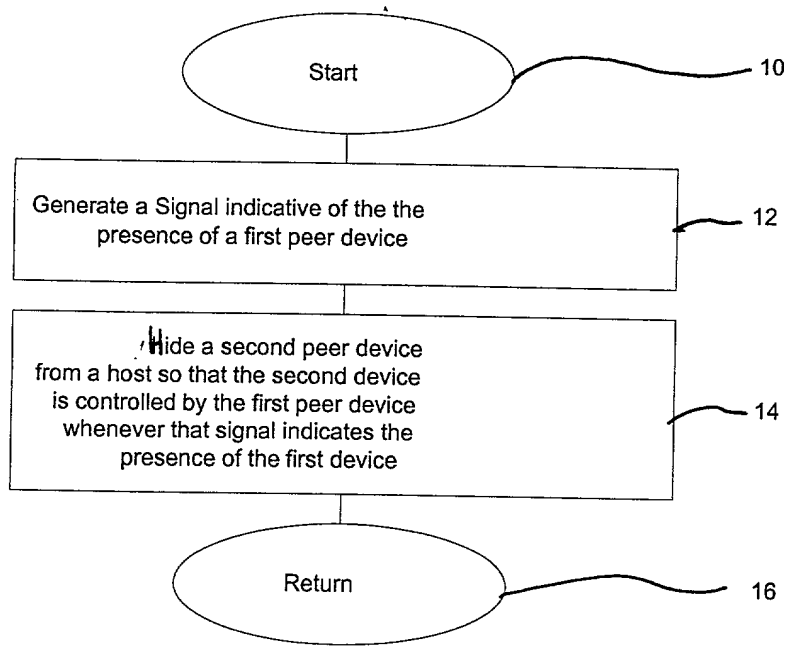 Start
10
Generate a Signal indicative of the the
presence of a first peer device
12
Hide a second peer device
from a host so that the second device
is controlled by the first peer device
whenever that signal indicates the
presence of the first device
14
Return
16